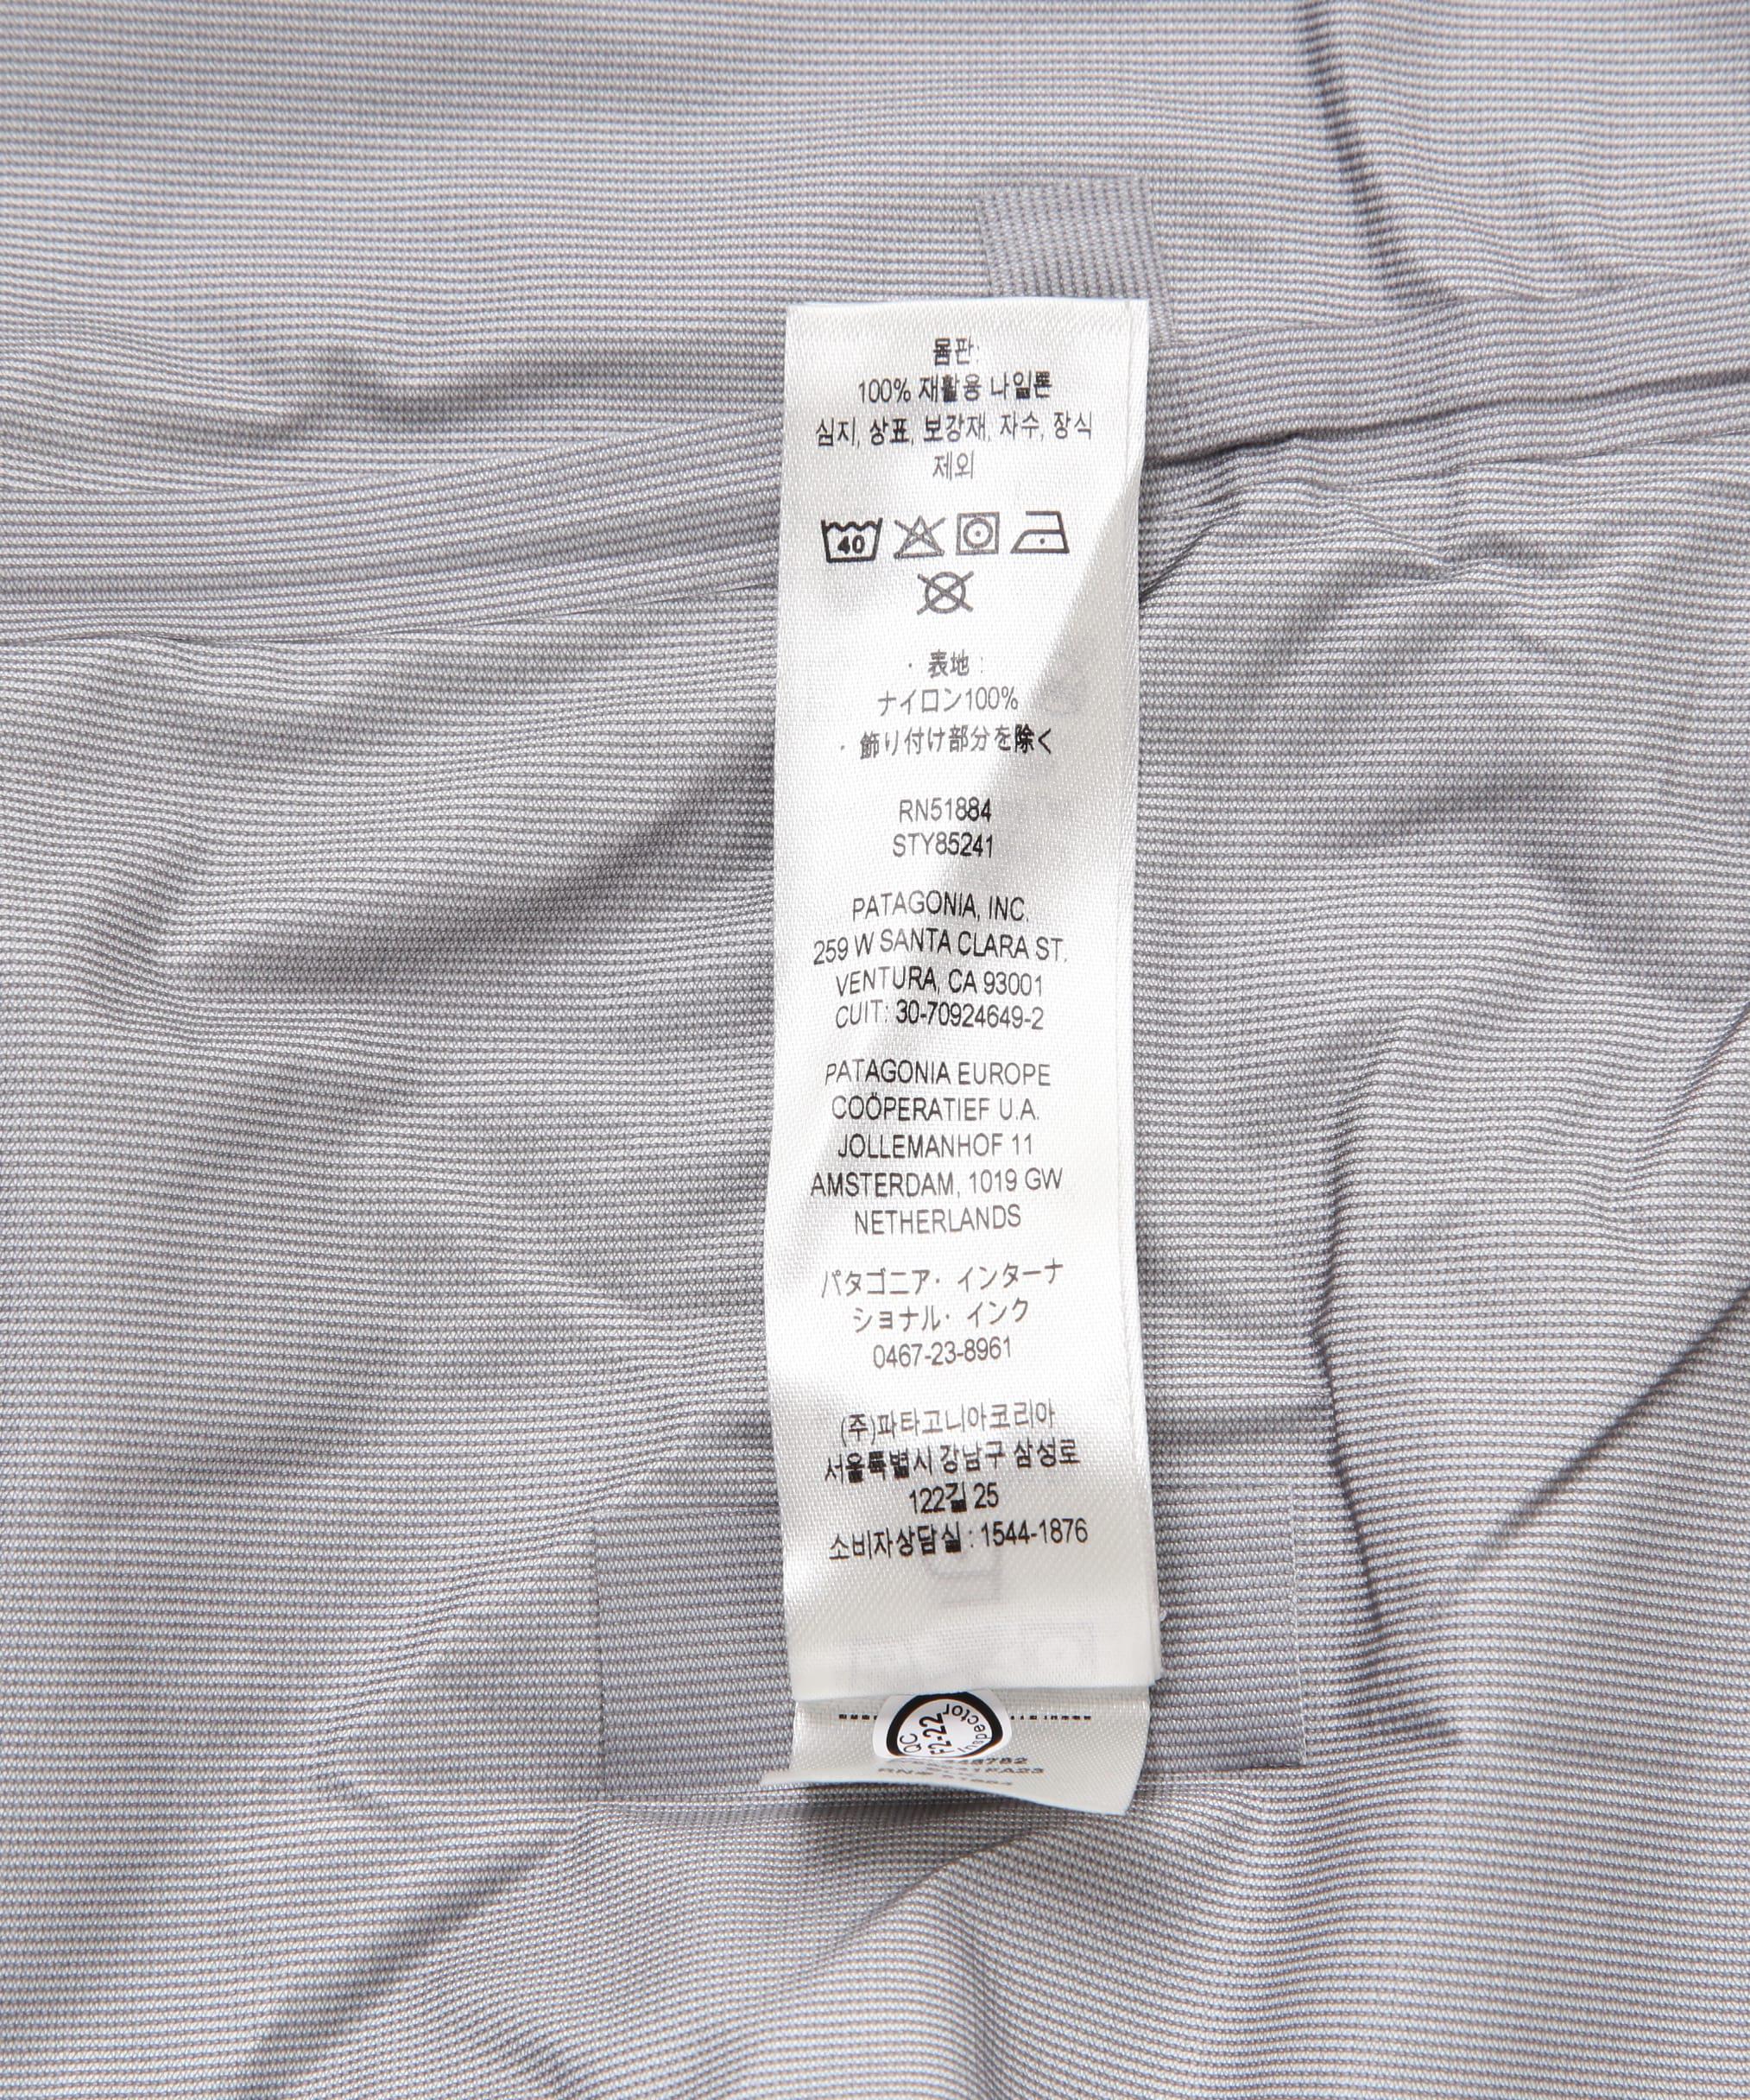 몸판:
100% 재활용 나일론
심지, 상표, 보강재, 자수, 장식
제외
40
· 表地 :
ナイロン100%
· 飾り付け部分を除く
RN51884
STY85241
PATAGONIA, INC.
259 W SANTA CLARA ST.
VENTURA, CA 93001
CUIT: 30-70924649-2
PATAGONIA EUROPE
COÖPERATIEF U.A.
JOLLEMANHOF 11
AMSTERDAM, 1019 GW
NETHERLANDS
パタゴニア· インターナ
ショナル· インク
0467-23-8961
(주)파타고니아코리아
서울특별시 강남구 삼성로
122길 25
소비자상담실 : 1544-1876
QC
F2-22
Inspector